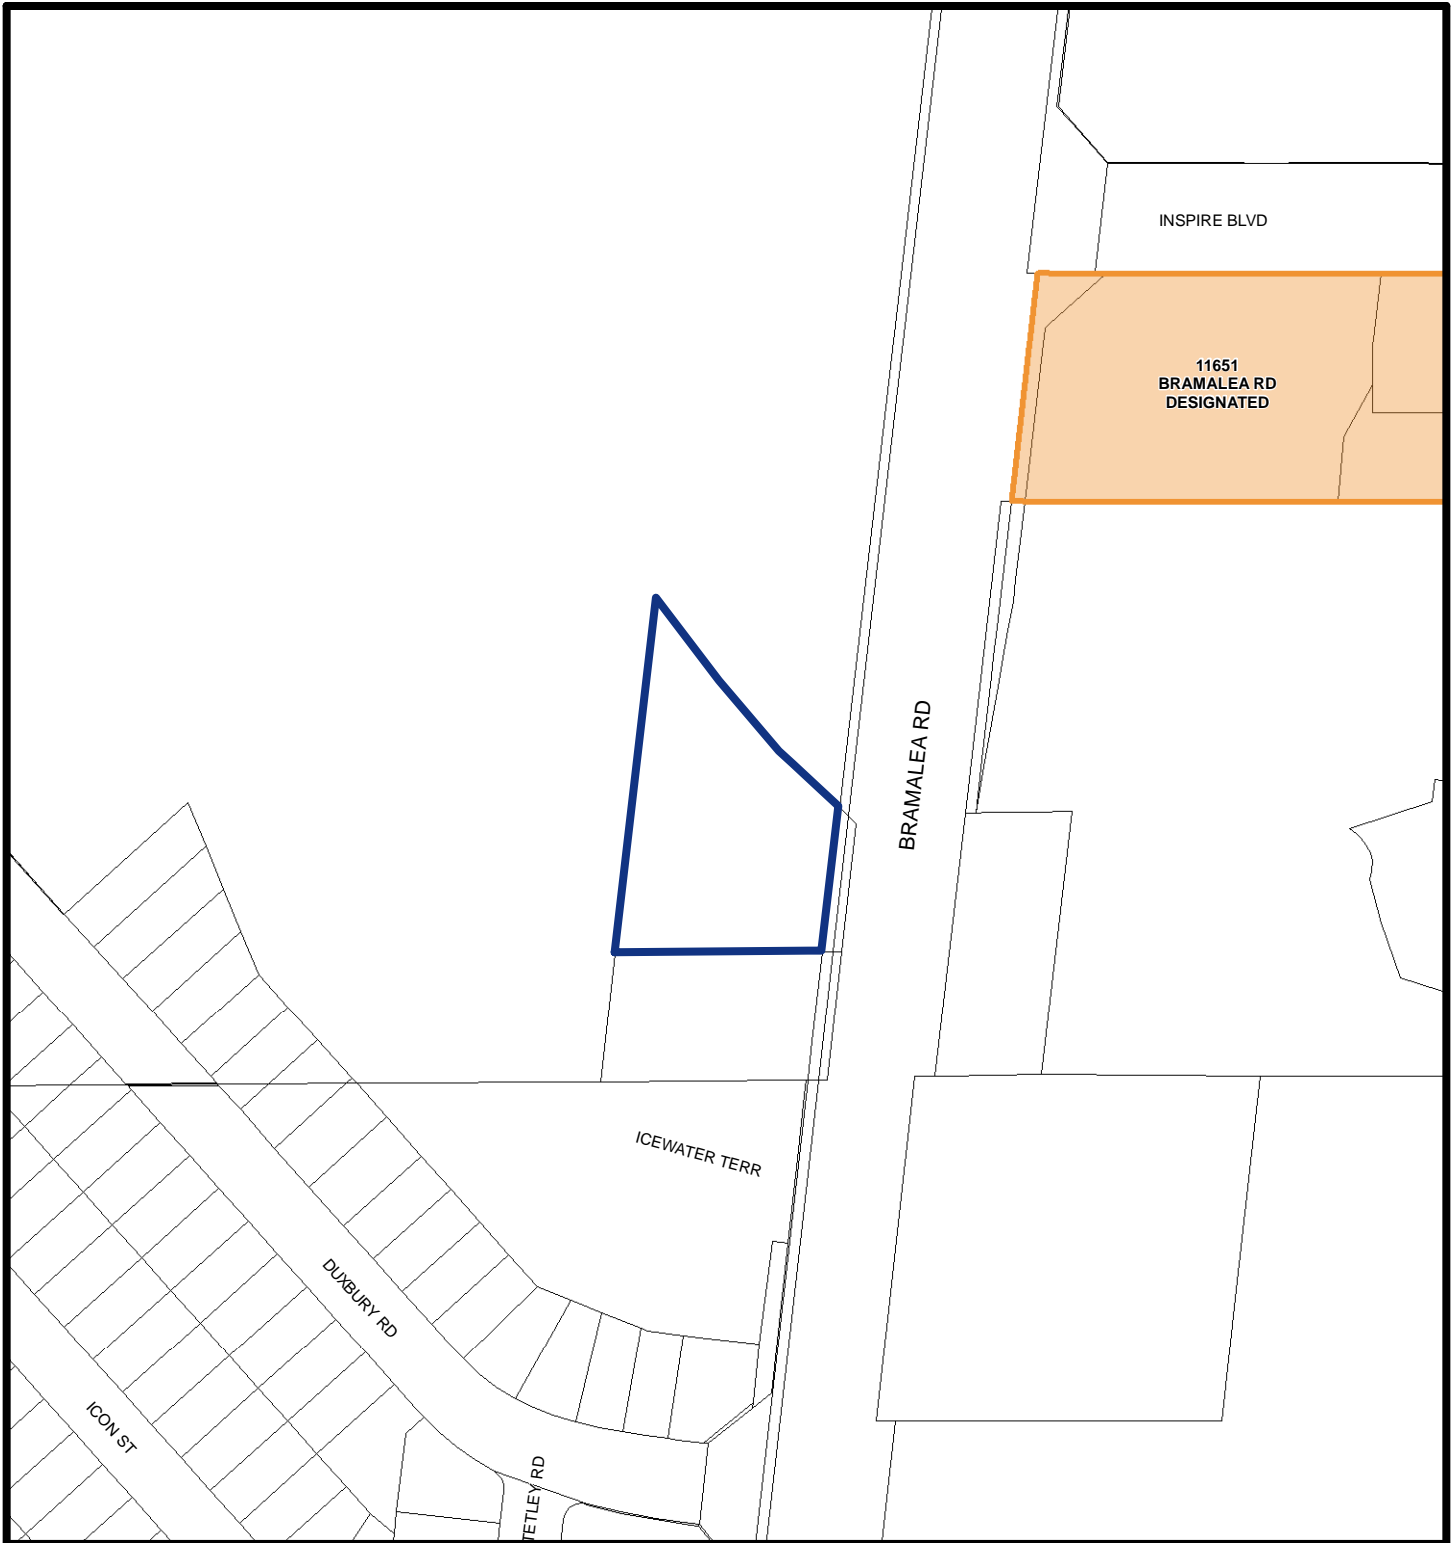 INSPIRE BLVD
11651
BRAMALEA RD
DESIGNATED
BRAMALEA RD
ICEWATER TERR
DUXBURY RD
ICON ST
TETLEY RD